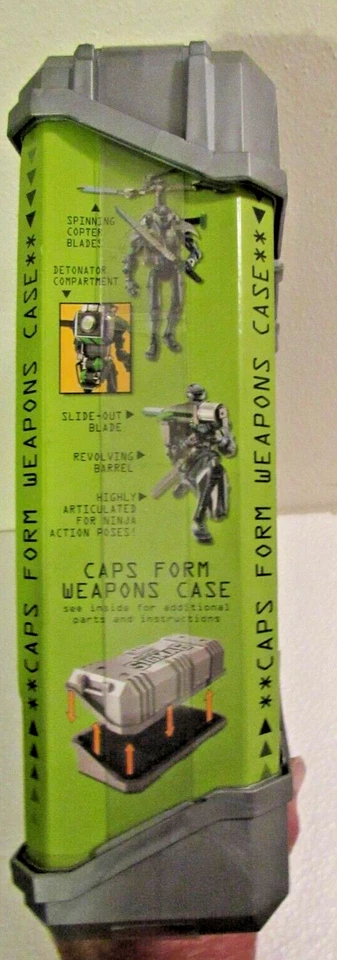 SPINNING
COPTER
BLADES
DETONATOR
COMPARTMENT
SLIDE-OUT
BLADE
REVOLVING
BARREL
HIGHLY
ARTICULATED
FOR NINJA
ACTION POSES!
CAPS FORM
WEAPONS CASE
see inside for additional
parts and instructions
**CAPS FORM WEAPONS CASE**
**CAPS FORM WEAPONS CASE**